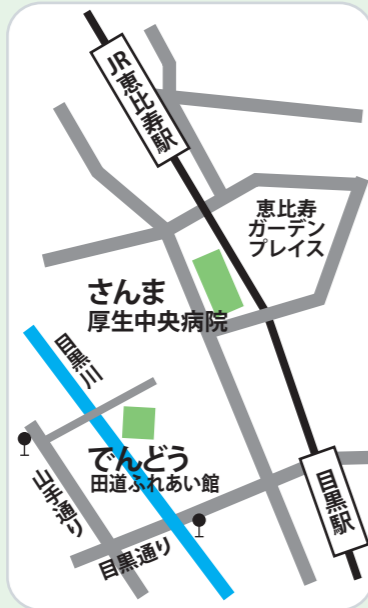 JR恵比寿駅
恵比寿
ガーデン
プレイス
さんま
厚生中央病院
目黒川
でんどう
田道ふれあい館
山手通り
目黒通り
目黒駅